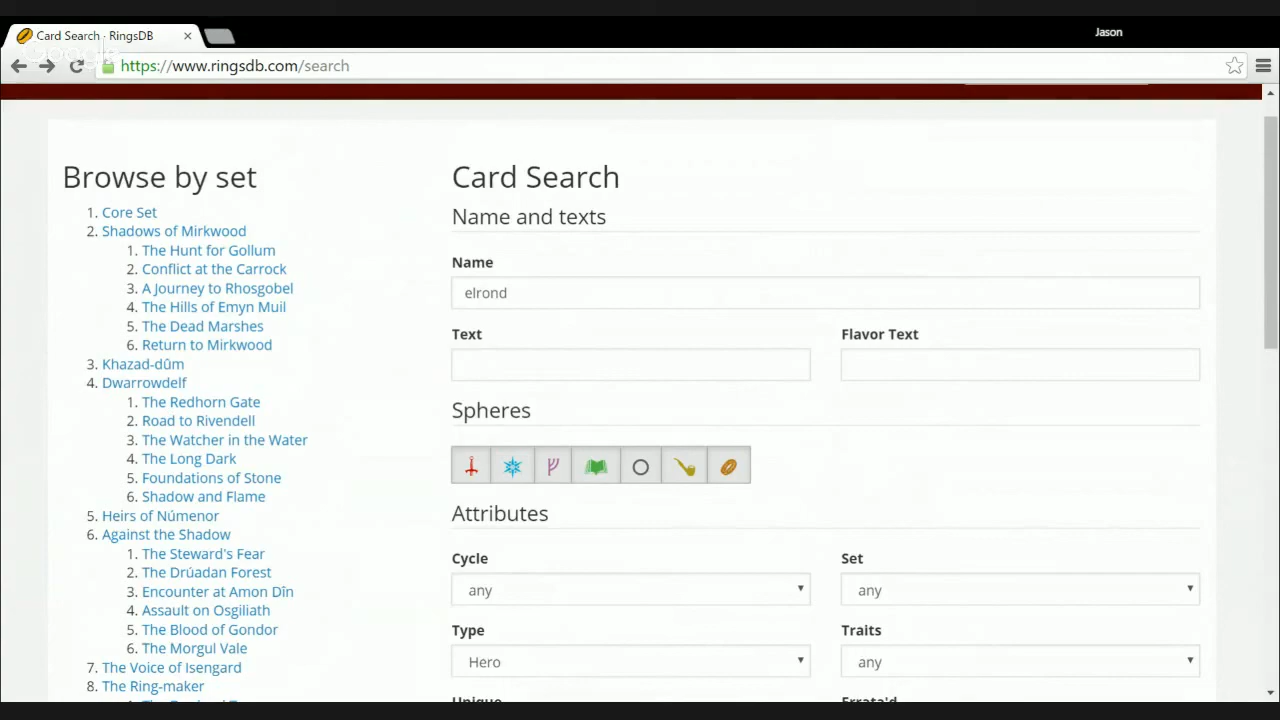 Card Search · RingsDB
Jason
Google
https://www.ringsdb.com/search
Browse by set
1. Core Set
2. Shadows of Mirkwood
1. The Hunt for Gollum
2. Conflict at the Carrock
3. A Journey to Rhosgobel
4. The Hills of Emyn Muil
5. The Dead Marshes
6. Return to Mirkwood
3. Khazad-dûm
4. Dwarrowdelf
1. The Redhorn Gate
2. Road to Rivendell
3. The Watcher in the Water
4. The Long Dark
5. Foundations of Stone
6. Shadow and Flame
5. Heirs of Númenor
6. Against the Shadow
1. The Steward's Fear
2. The Drúadan Forest
3. Encounter at Amon Dîn
4. Assault on Osgiliath
5. The Blood of Gondor
6. The Morgul Vale
7. The Voice of Isengard
8. The Ring-maker
Card Search
Name and texts
Name
elrond
Text
Flavor Text
Spheres
Attributes
Cycle
Set
any
any
Type
Traits
Hero
any
Unique
Errata'd